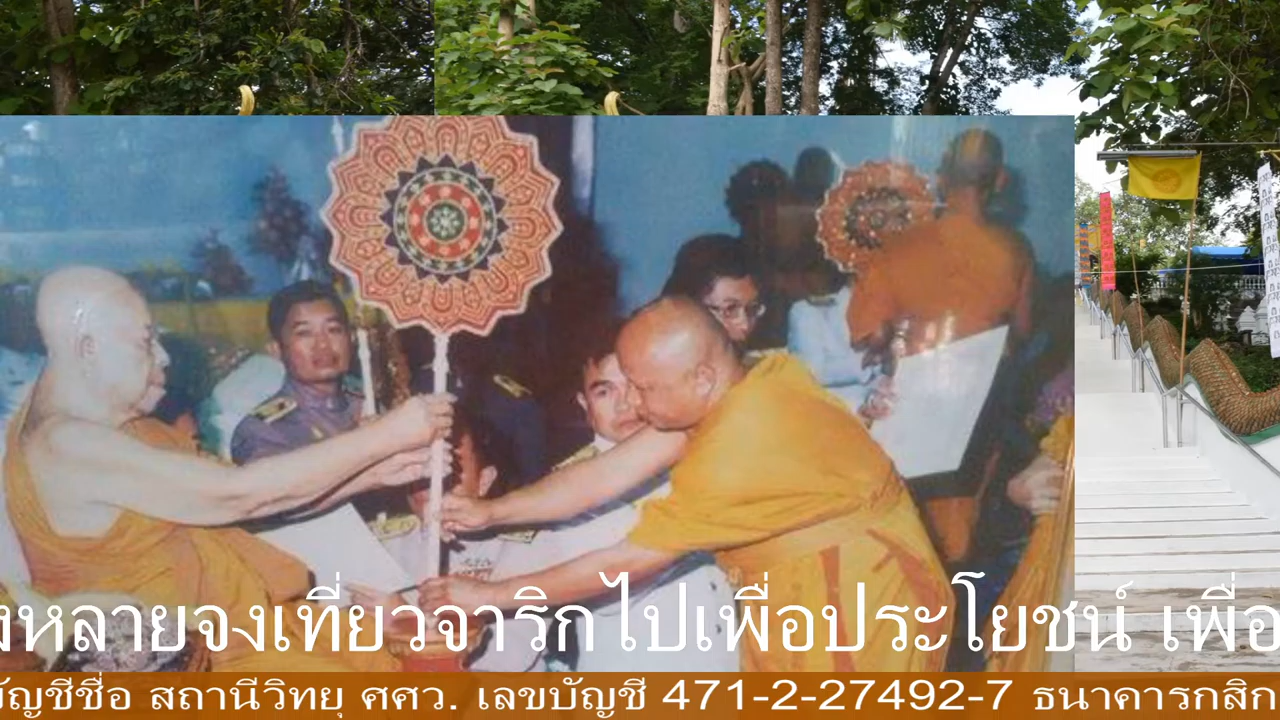 งหลายจงเที่ยวจาริกไปเพื่อประโยชน์ เพื่อ
บัญชีชื่อ สถานีวิทยุ ศศว. เลขบัญชี 471-2-27492-7 ธนาคารกสิก